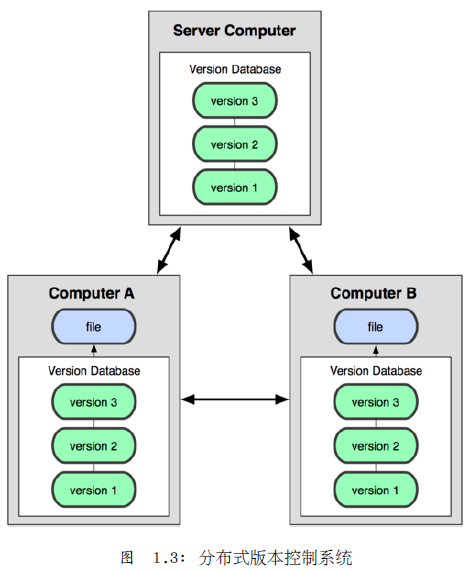 Server Computer
Version Database
version 3
version 2
version 1
Computer A
file
Version Database
version 3
version 2
version 1
Computer B
file
Version Database
version 3
version 2
version 1
图 1.3: 分布式版本控制系统